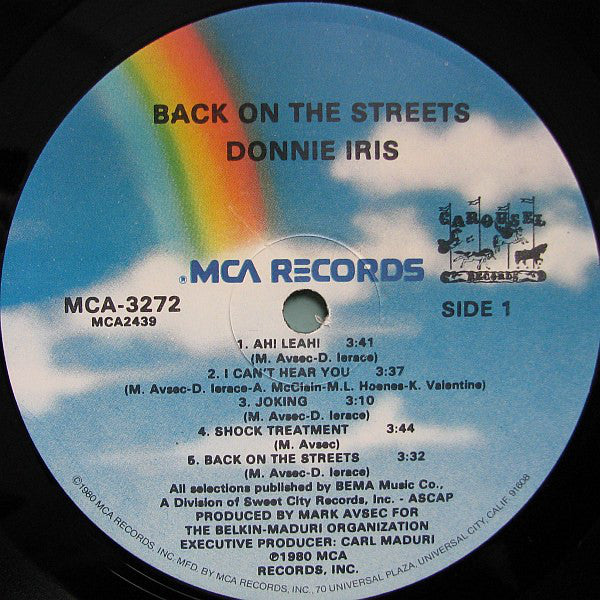 BACK ON THE STREETS
DONNIE IRIS
CAROUSEL
RECORDS
® MCA RECORDS
MCA-3272
MCA2439
SIDE 1
1. AH! LEAH! 3:41
(M. Avsec-D. Ierace)
2. I CAN'T HEAR YOU 3:37
(M. Avsec-D. Ierace-A. McClain-M.L. Hoenes-K. Valentine)
3. JOKING 3:10
(M. Avsec-D. Ierace)
4. SHOCK TREATMENT 3:44
(M. Avsec)
5. BACK ON THE STREETS 3:32
(M. Avsec-D. Ierace)
All selections published by BEMA Music Co.,
A Division of Sweet City Records, Inc. - ASCAP
PRODUCED BY MARK AVSEC FOR
THE BELKIN-MADURI ORGANIZATION
EXECUTIVE PRODUCER: CARL MADURI
℗1980 MCA
RECORDS, INC.
©1980 MCA RECORDS, INC. MFD. BY MCA RECORDS, INC., 70 UNIVERSAL PLAZA, UNIVERSAL CITY, CALIF. 91608